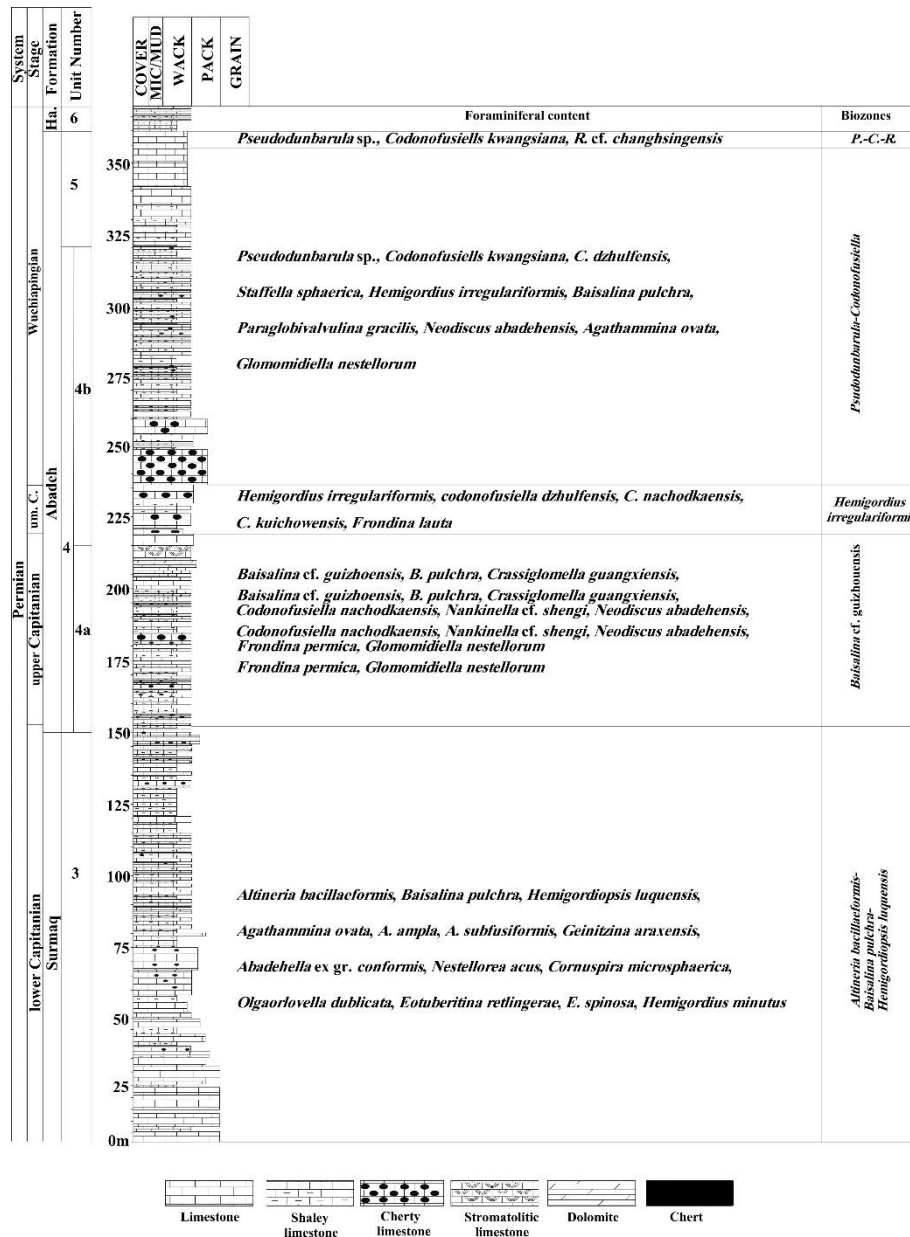 System
Stage
Formation
Unit Number
COVER
MIC/MUD
WACK
PACK
GRAIN
Ha.
6
Foraminiferal content
Biozones
Pseudodunbarula sp., Codonofusiells kwangsiana, R. cf. changhsingensis
P.-C.-R.
350
5
325
Wuchiapingian
Pseudodunbarula sp., Codonofusiells kwangsiana, C. dzhulfensis,
Staffella sphaerica, Hemigordius irregulariformis, Baisalina pulchra,
300
Paraglobivalvulina gracilis, Neodiscus abadehensis, Agathammina ovata,
Glomomidiella nestellorum
Psudodunbarula-Codonofusiella
275
4b
250
um. C.
Abadeh
Hemigordius irregulariformis, codonofusiella dzhulfensis, C. nachodkaensis,
C. kuichowensis, Frondina lauta
Hemigordius
irregulariformi
225
4
Permian
upper Capitanian
Baisalina cf. guizhoensis, B. pulchra, Crassiglomella guangxiensis,
200
Baisalina cf. guizhoensis, B. pulchra, Crassiglomella guangxiensis,
Codonofusiella nachodkaensis, Nankinella cf. shengi, Neodiscus abadehensis,
4a
Codonofusiella nachodkaensis, Nankinella cf. shengi, Neodiscus abadehensis,
Frondina permica, Glomomidiella nestellorum
175
Frondina permica, Glomomidiella nestellorum
Baisalina cf. guizhouensis
150
125
3
100
lower Capitanian
Surmaq
Altineria bacillaeformis, Baisalina pulchra, Hemigordiopsis luquensis,
Agathammina ovata, A. ampla, A. subfusiformis, Geinitzina araxensis,
75
Abadehella ex gr. conformis, Nestellorea acus, Cornuspira microsphaerica,
Olgaorlovella dublicata, Eotuberitina retlingerae, E. spinosa, Hemigordius minutus
Altineria bacillaeformis-
Baisalina pulchra-
Hemigordiopsis luquensis
50
25
0m
Limestone
Shaley
limestone
Cherty
limestone
Stromatolitic
limestone
Dolomite
Chert